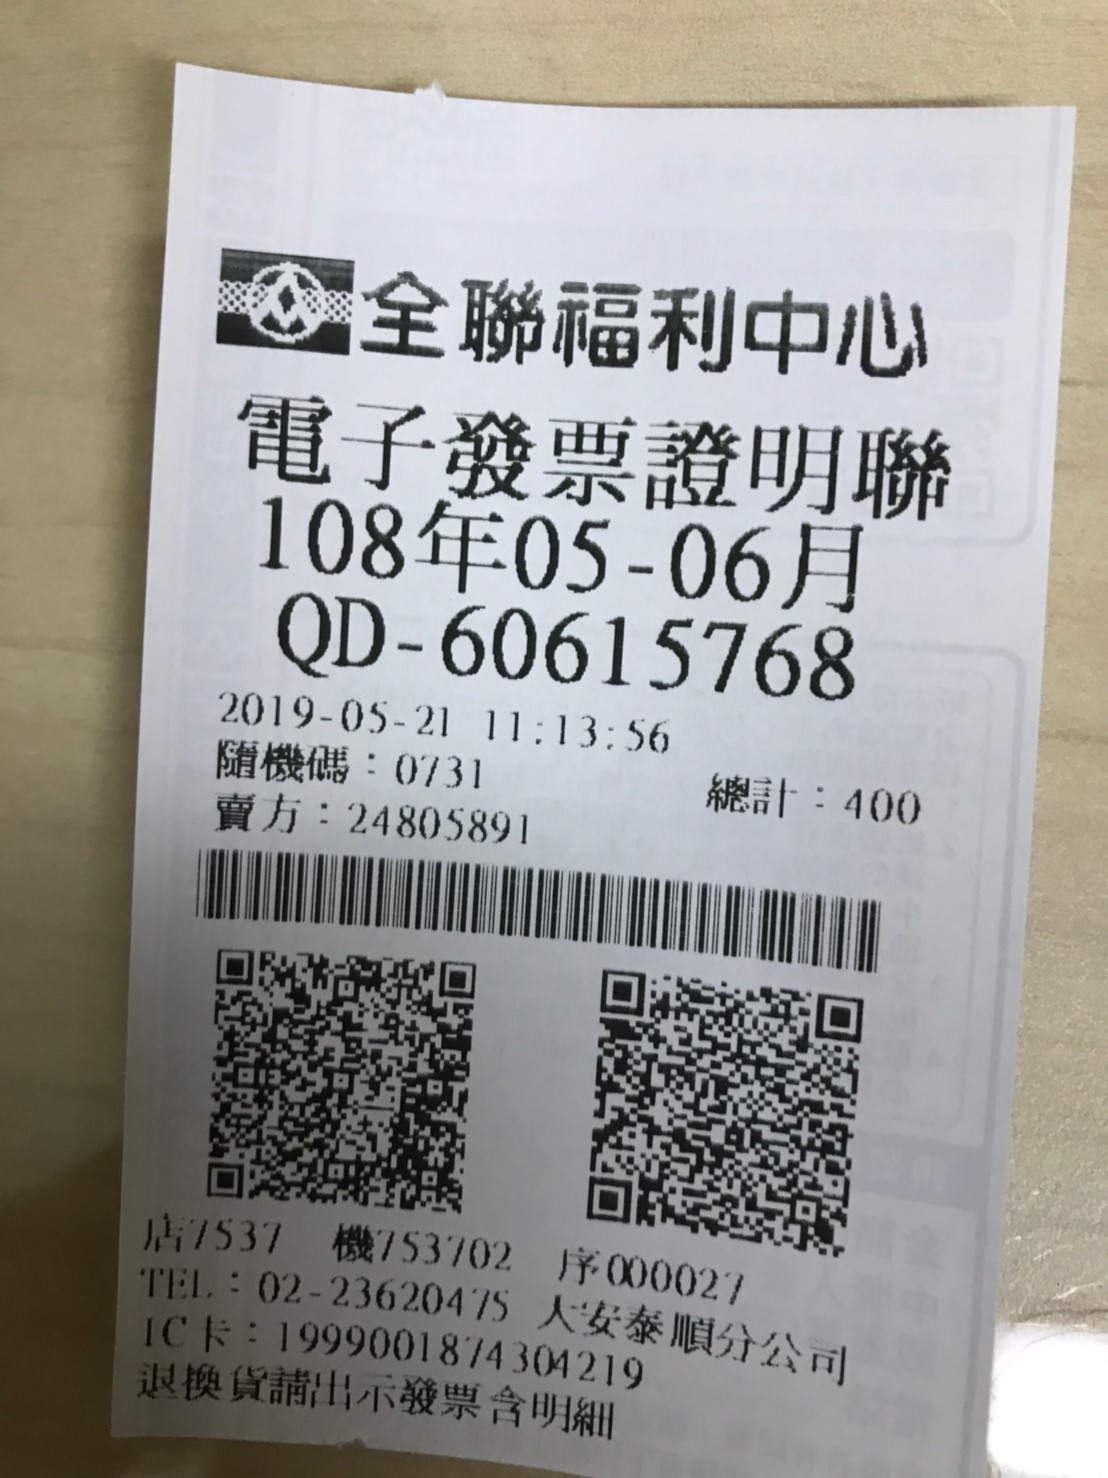 全聯福利中心
電子發票證明聯
108年05-06月
QD-60615768
2019-05-21 11:13:56
隨機碼：0731 總計：400
賣方：24805891
店7537 機753702 序000027
TEL：02-23620475 大安泰順分公司
IC卡：1999001874304219
退換貨請出示發票含明細